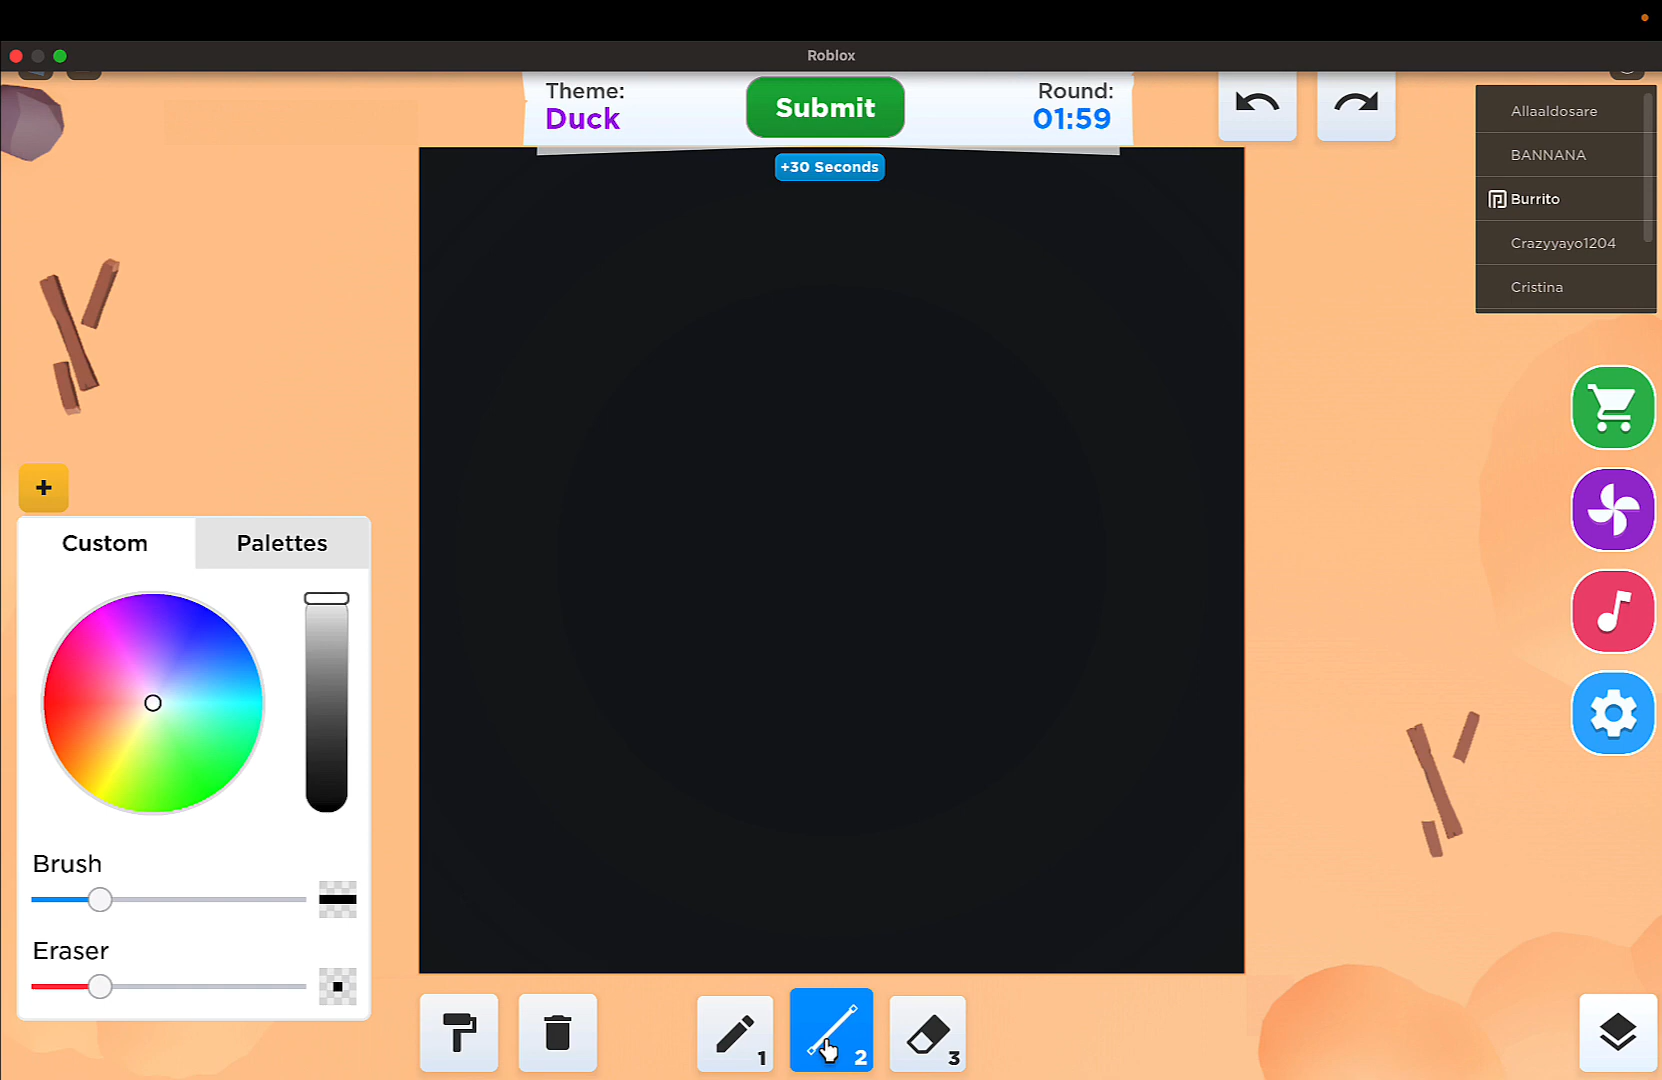 Roblox
Theme:
Duck
Submit
Round:
01:59
+30 Seconds
Allaaldosare
BANNANA
Burrito
Crazyyayo1204
Cristina
+
Custom
Palettes
Brush
Eraser
1
2
3